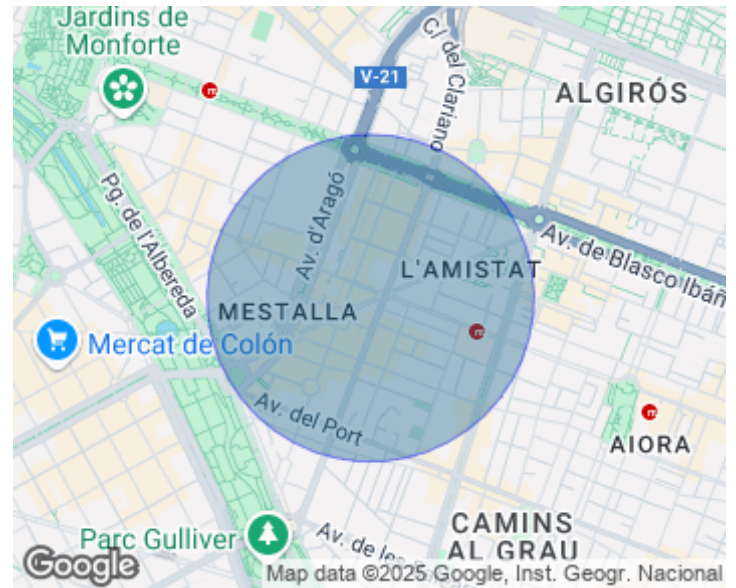 Jardins de
Monforte
V-21
C/ del Clariano
ALGIRÓS
Pg. de l'Albereda
Av. d'Aragó
L'AMISTAT
Av. de Blasco Ibáñ
MESTALLA
Mercat de Colón
Av. del Port
AIORA
CAMINS
AL GRAU
Parc Gulliver
Av. de les
Google
Map data ©2025 Google, Inst. Geogr. Nacional